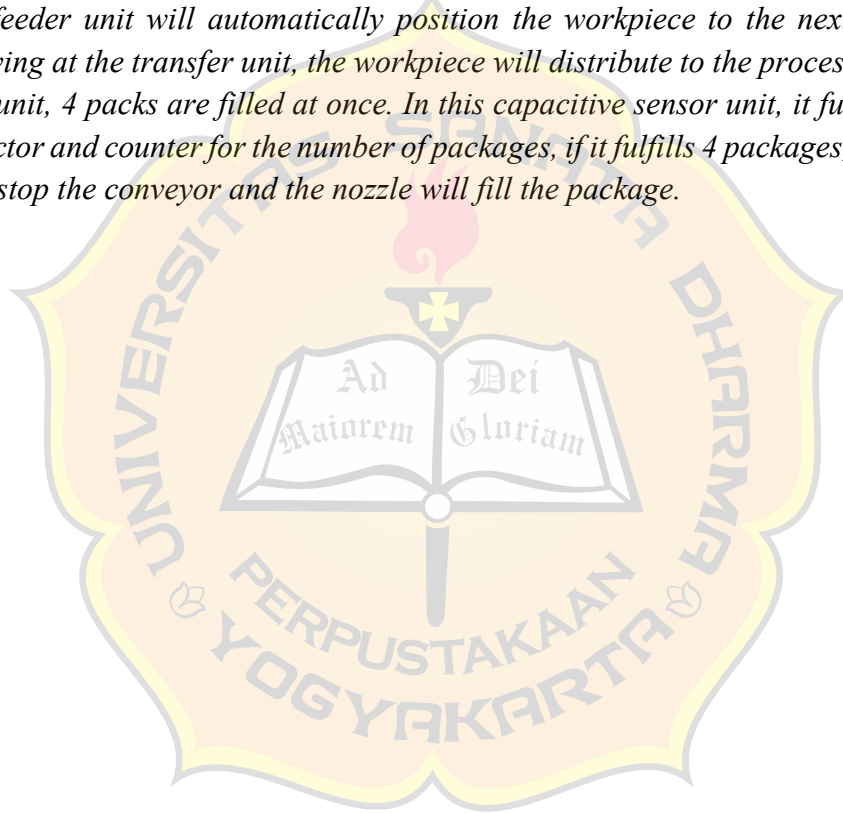 feeder unit will automatically position the workpiece to the nex
ing at the transfer unit, the workpiece will distribute to the proces
unit, 4 packs are filled at once. In this capacitive sensor unit, it fu
ctor and counter for the number of packages, if it fulfills 4 packages,
stop the conveyor and the nozzle will fill the package.
UNIVERSITAS SANATA DHARMA
Ad Dei
Maiorem Gloriam
PERPUSTAKAAN
YOGYAKARTA